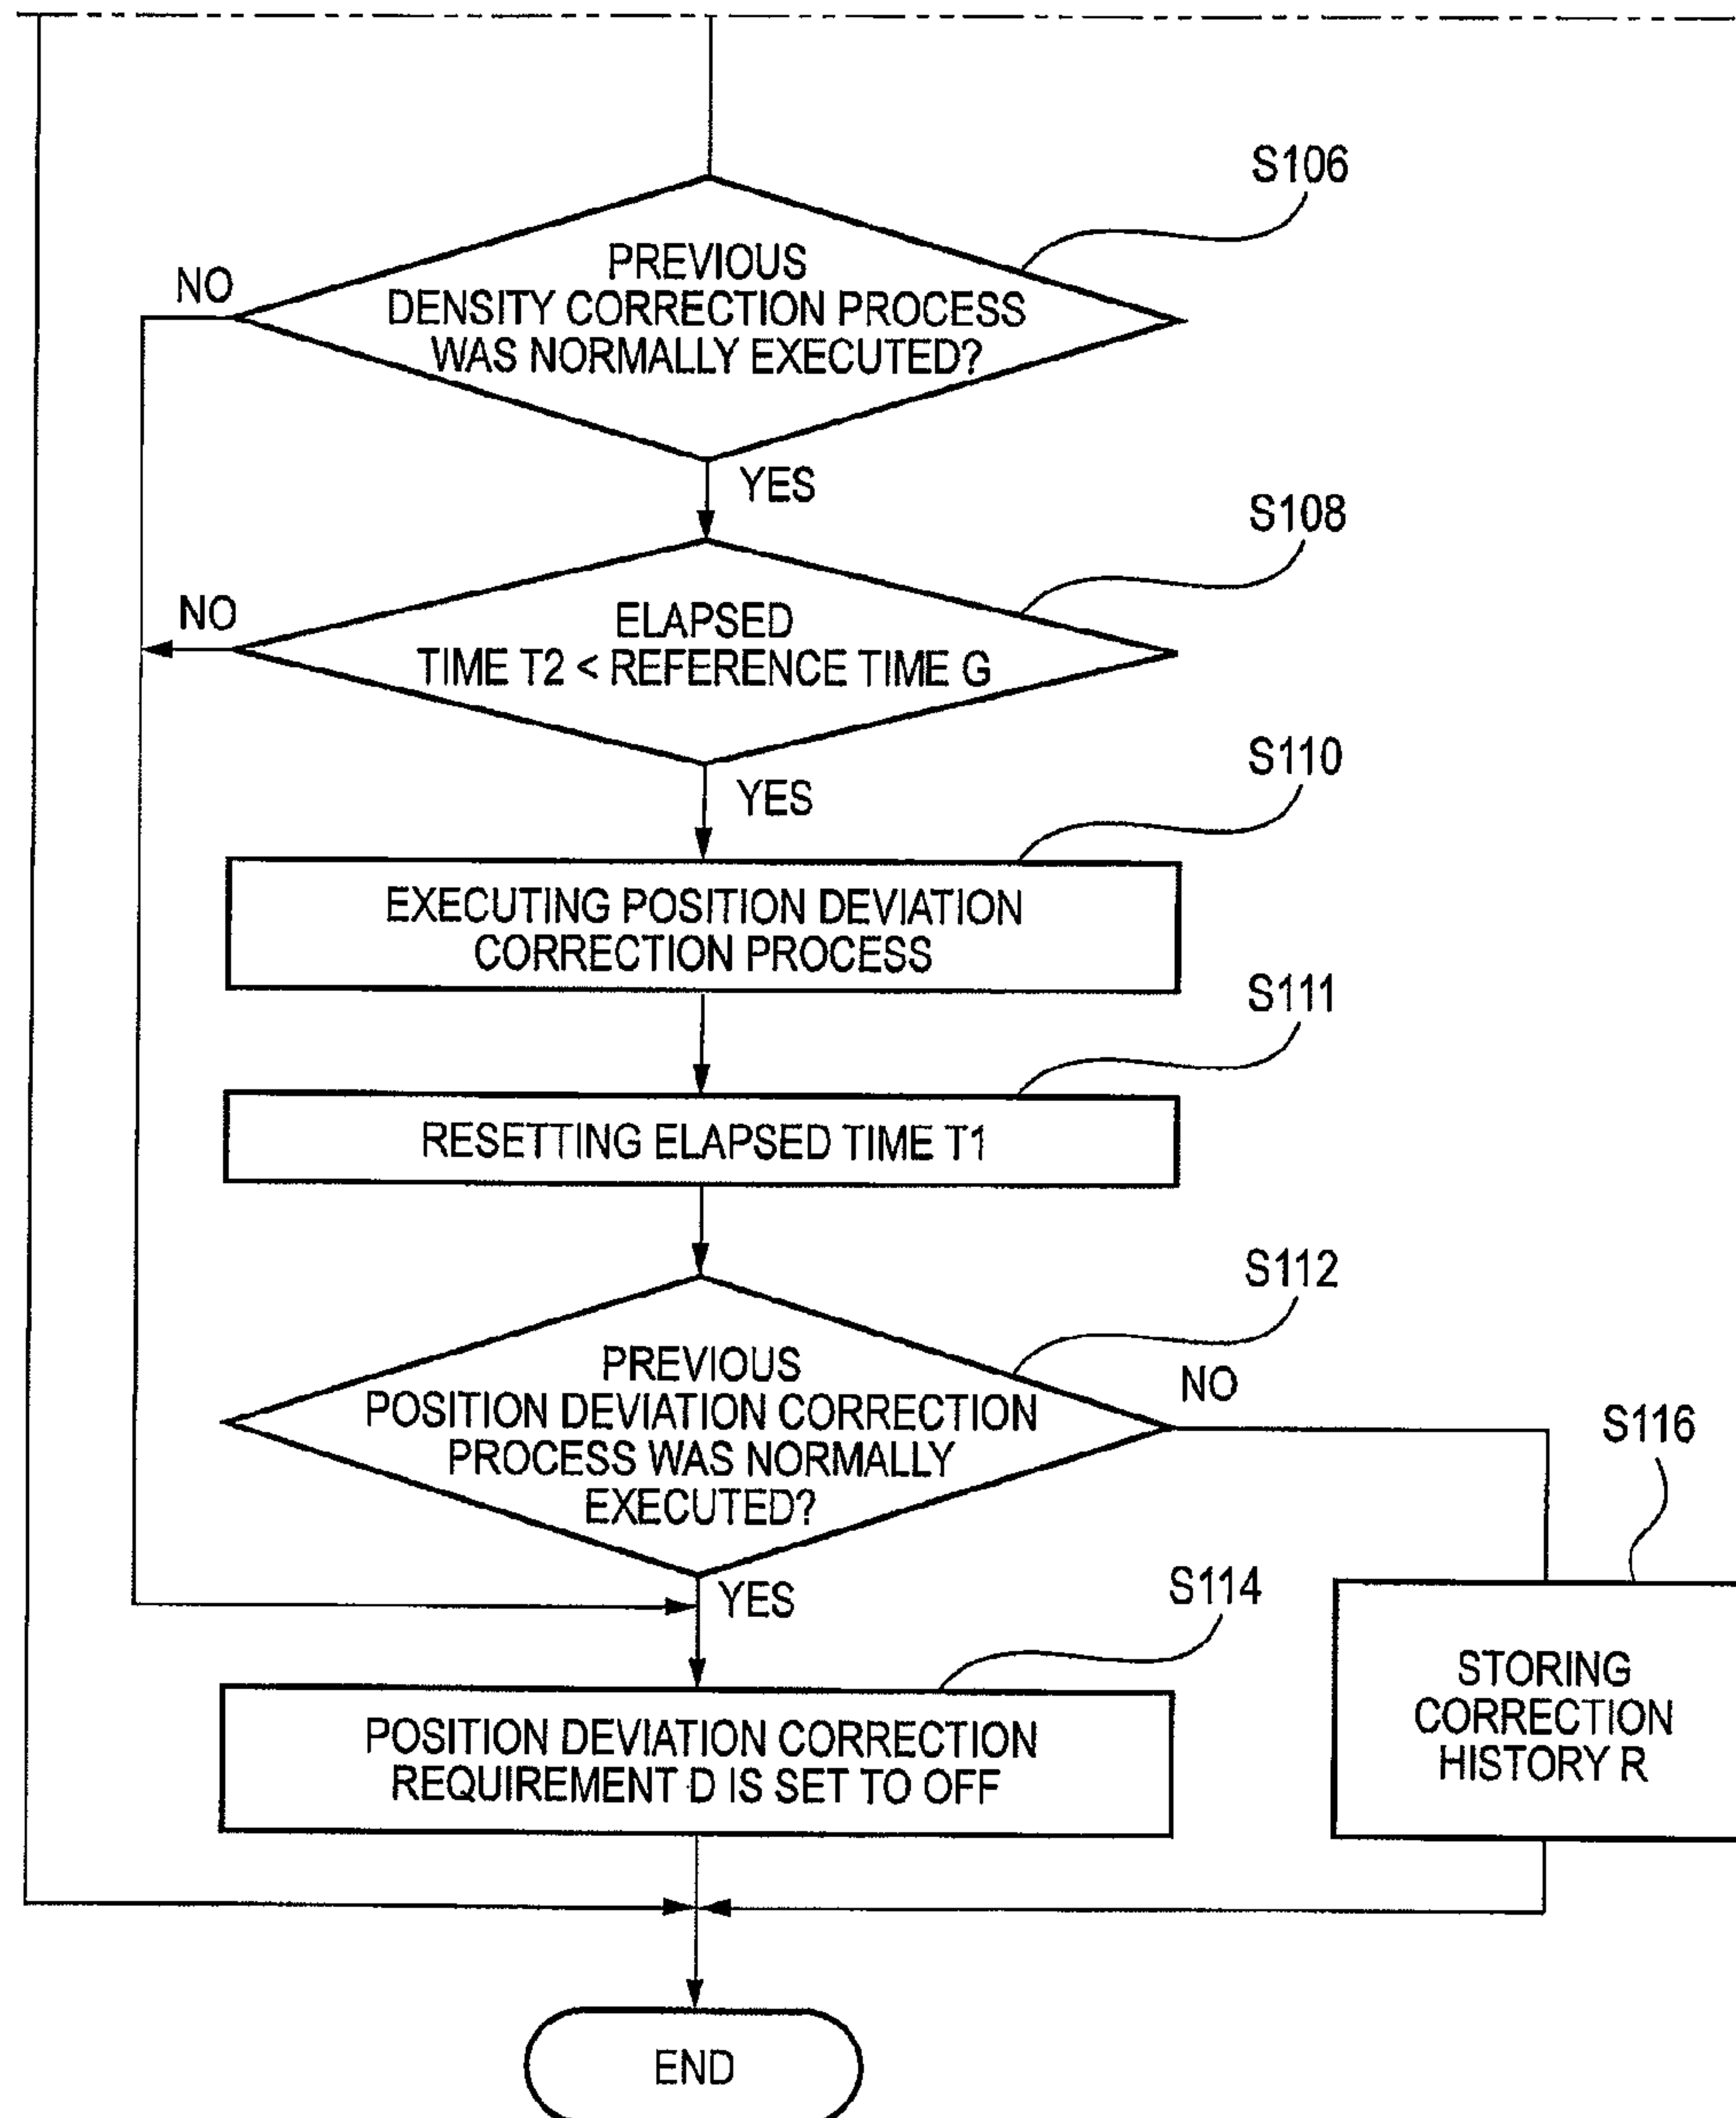 S106
PREVIOUS
DENSITY CORRECTION PROCESS
WAS NORMALLY EXECUTED?
NO
YES
S108
ELAPSED
TIME T2 < REFERENCE TIME G
NO
YES
S110
EXECUTING POSITION DEVIATION
CORRECTION PROCESS
S111
RESETTING ELAPSED TIME T1
S112
PREVIOUS
POSITION DEVIATION CORRECTION
PROCESS WAS NORMALLY
EXECUTED?
NO
YES
S116
STORING
CORRECTION
HISTORY R
S114
POSITION DEVIATION CORRECTION
REQUIREMENT D IS SET TO OFF
END